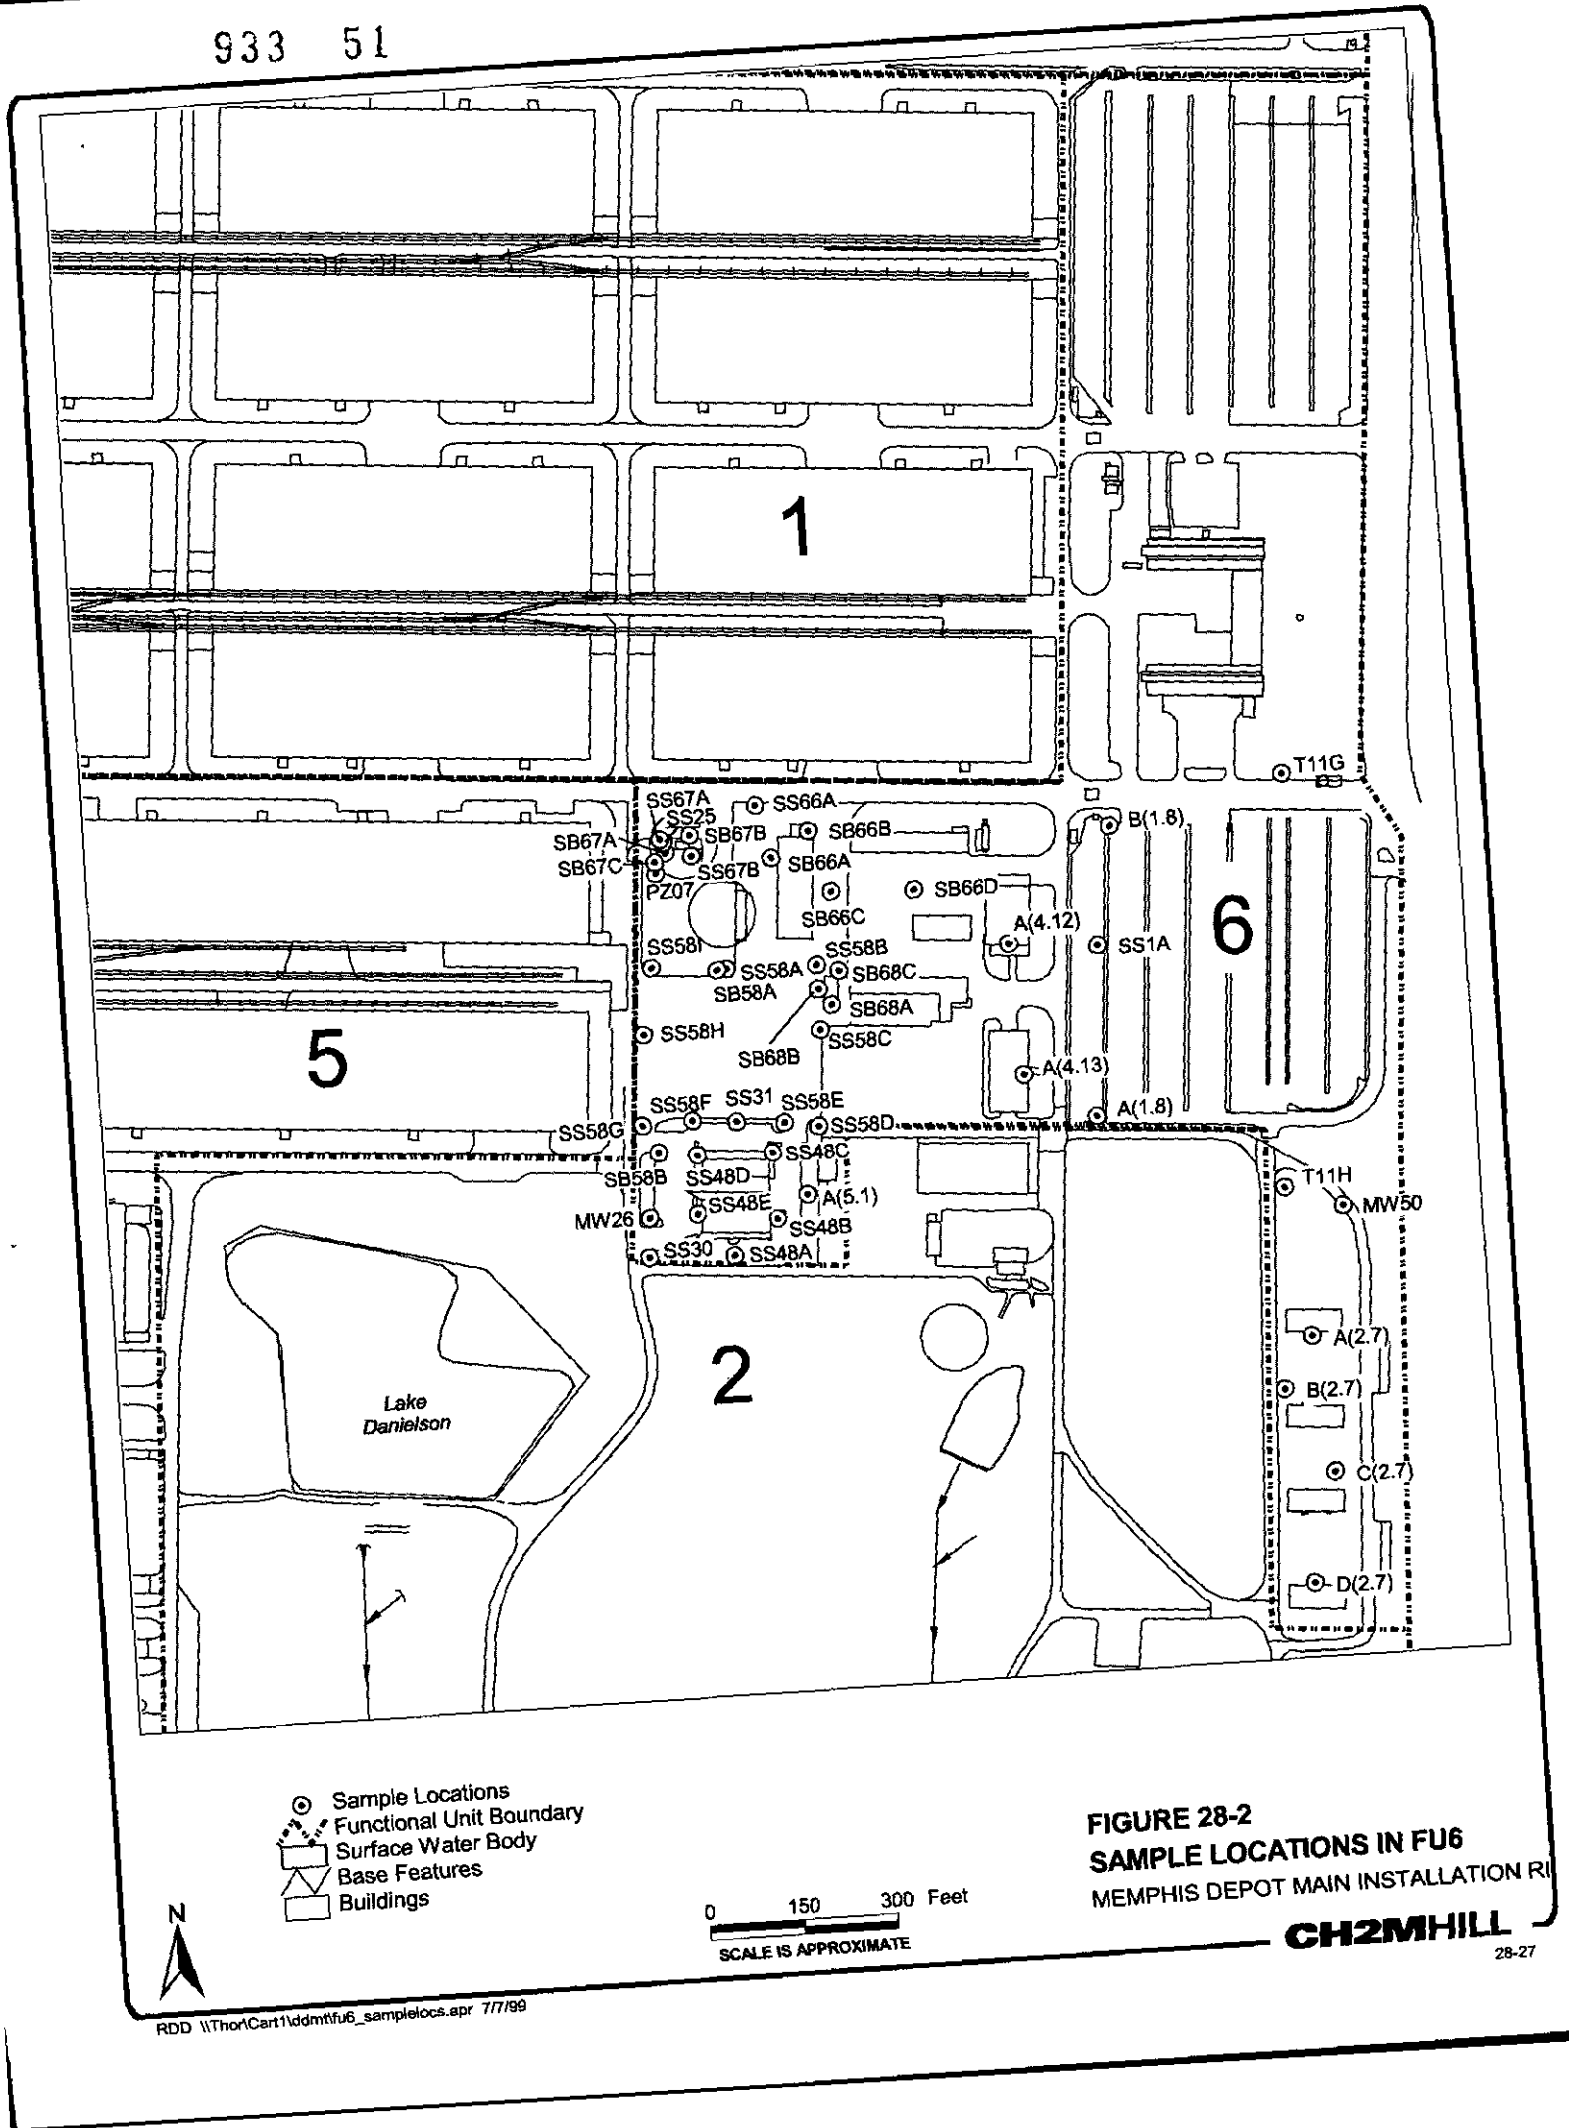 933 51
1
T11G
SS67A
SS66A
SS25
B(1.8)
SB67A
SB67B
SB66B
SB67C
SS67B
SB66A
PZ07
SB66D
SB66C
A(4.12)
6
SS58I
SS58B
SS1A
SS58A
SB68C
SB58A
SB68A
SS58H
SS58C
5
SB68B
A(4.13)
SS58F
SS31
SS58E
A(1.8)
SS58G
SS58D
SS48C
SB58B
SS48D
T11H
A(5.1)
SS48E
MW50
MW26
SS48B
SS30
SS48A
A(2.7)
2
B(2.7)
Lake
Danielson
C(2.7)
D(2.7)
Sample Locations
Functional Unit Boundary
Surface Water Body
Base Features
Buildings
N
0 150 300 Feet
SCALE IS APPROXIMATE
FIGURE 28-2
SAMPLE LOCATIONS IN FU6
MEMPHIS DEPOT MAIN INSTALLATION RI
CH2MHILL
28-27
RDD \\Thor\Cart1\ddmt\fu6_samplelocs.apr 7/7/99